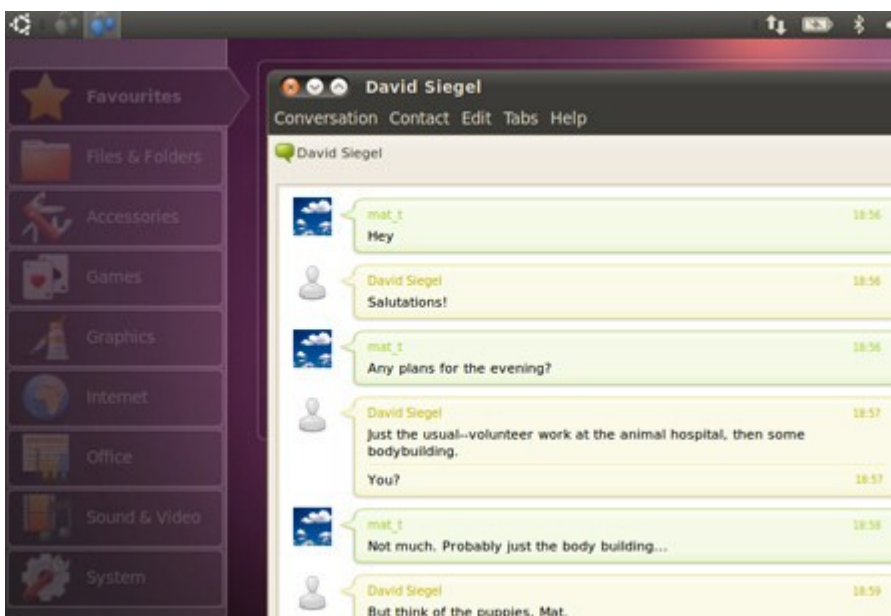 Favourites
Files & Folders
Accessories
Games
Graphics
Internet
Office
Sound & Video
System
David Siegel
Conversation Contact Edit Tabs Help
David Siegel
mat_t 18:56
Hey
David Siegel 18:56
Salutations!
mat_t 18:56
Any plans for the evening?
David Siegel 18:57
Just the usual--volunteer work at the animal hospital, then some
bodybuilding.
You? 18:57
mat_t 18:58
Not much. Probably just the body building...
David Siegel 18:59
But think of the puppies, Mat.